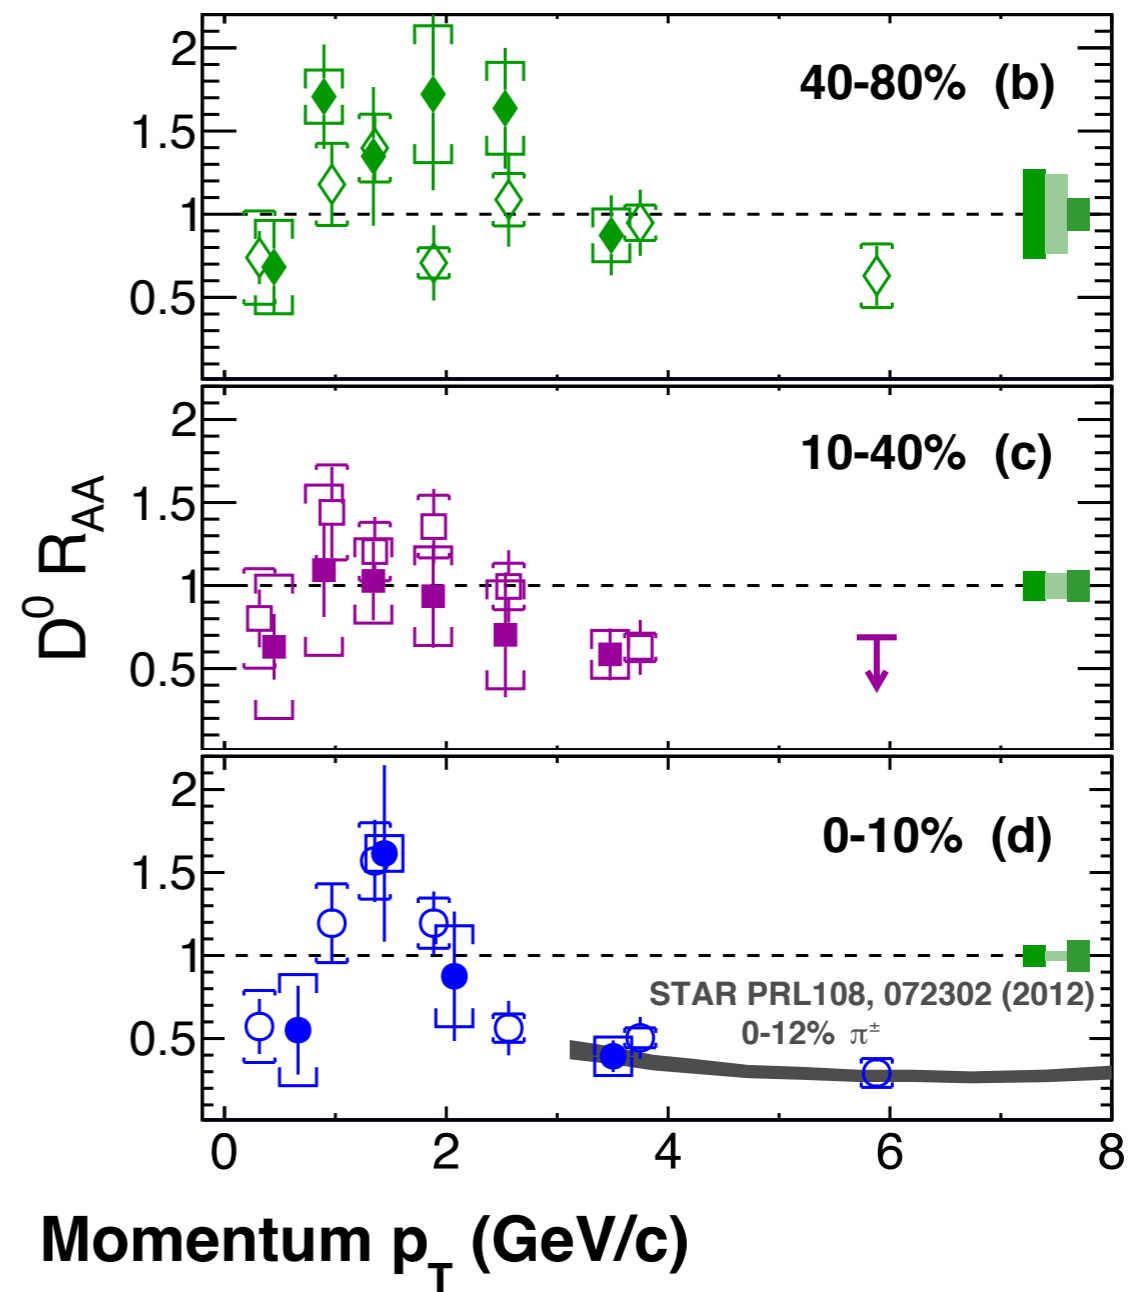 2
40-80% (b)
1.5
1
0.5
2
10-40% (c)
1.5
D⁰ R_AA
1
0.5
2
0-10% (d)
1.5
1
STAR PRL108, 072302 (2012)
0-12% π±
0.5
0 2 4 6 8
Momentum p_T (GeV/c)